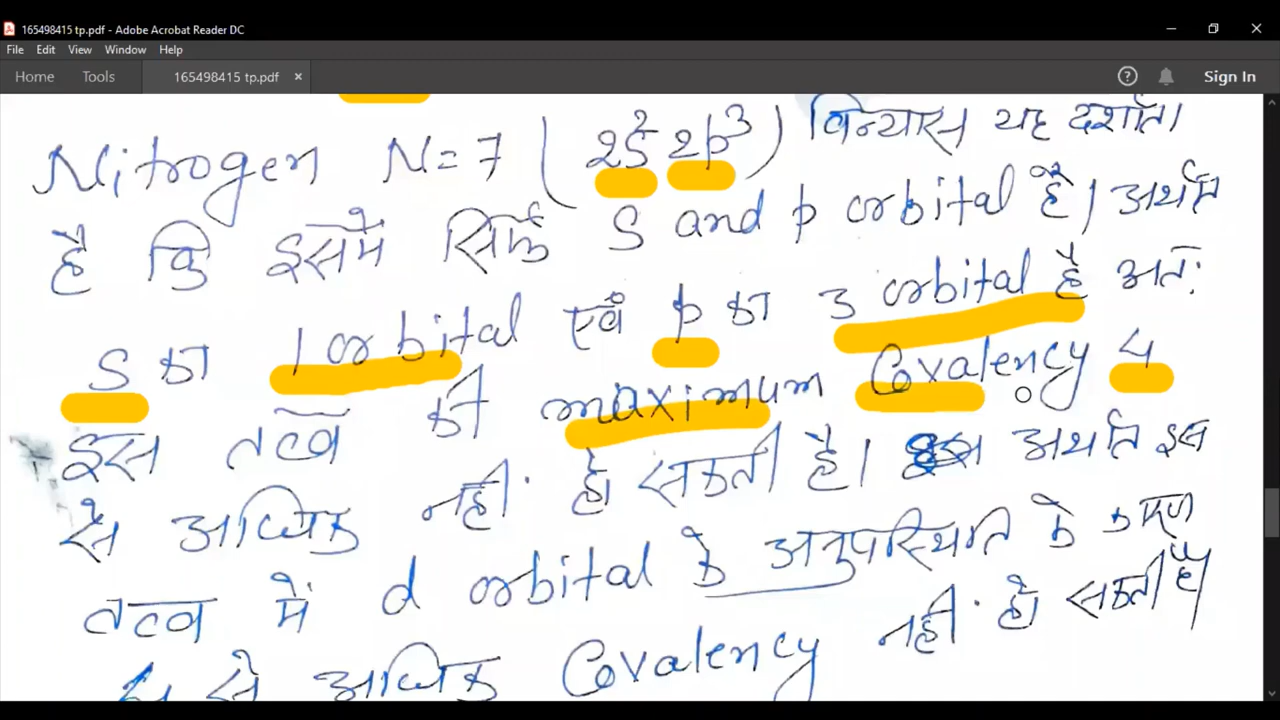 165498415 tp.pdf - Adobe Acrobat Reader DC
File Edit View Window Help
Home Tools 165498415 tp.pdf × ? Sign In
Nitrogen N=7 (2s² 2p³) विन्यास यह दर्शाता
है कि इसमें सिर्फ S and p orbital है। अर्थात
S का 1 orbital एवं p का 3 orbital है अतः
इस तत्व की maximum Covalency 4
से अधिक नहीं हो सकती है। अर्थात इस
तत्व में d orbital के अनुपस्थिति के कारण
4 से अधिक Covalency नहीं हो सकती है